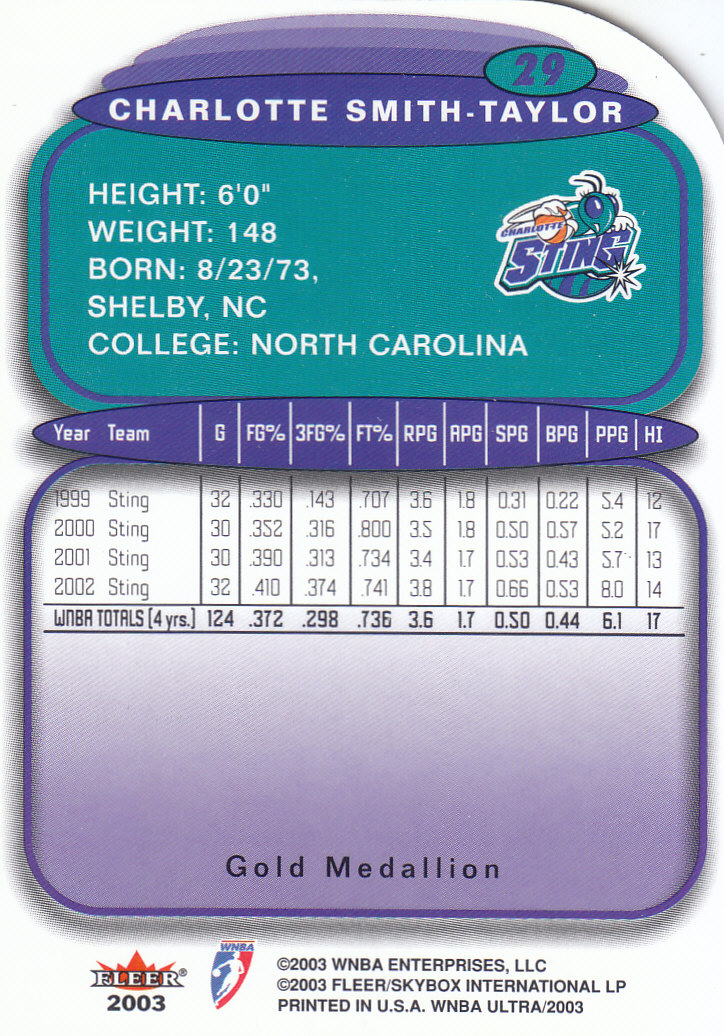 29
CHARLOTTE SMITH-TAYLOR
HEIGHT: 6'0"
WEIGHT: 148
BORN: 8/23/73,
SHELBY, NC
COLLEGE: NORTH CAROLINA
CHARLOTTE
STING
Year Team G FG% 3FG% FT% RPG APG SPG BPG PPG HI
1999 Sting 32 .330 .143 .707 3.6 1.8 0.31 0.22 5.4 12
2000 Sting 30 .352 .316 .800 3.5 1.8 0.50 0.57 5.2 17
2001 Sting 30 .390 .313 .734 3.4 1.7 0.53 0.43 5.7 13
2002 Sting 32 .410 .374 .741 3.8 1.7 0.66 0.53 8.0 14
WNBA TOTALS (4 yrs.) 124 .372 .298 .736 3.6 1.7 0.50 0.44 6.1 17
Gold Medallion
FLEER®
2003
WNBA
©2003 WNBA ENTERPRISES, LLC
©2003 FLEER/SKYBOX INTERNATIONAL LP
PRINTED IN U.S.A. WNBA ULTRA/2003